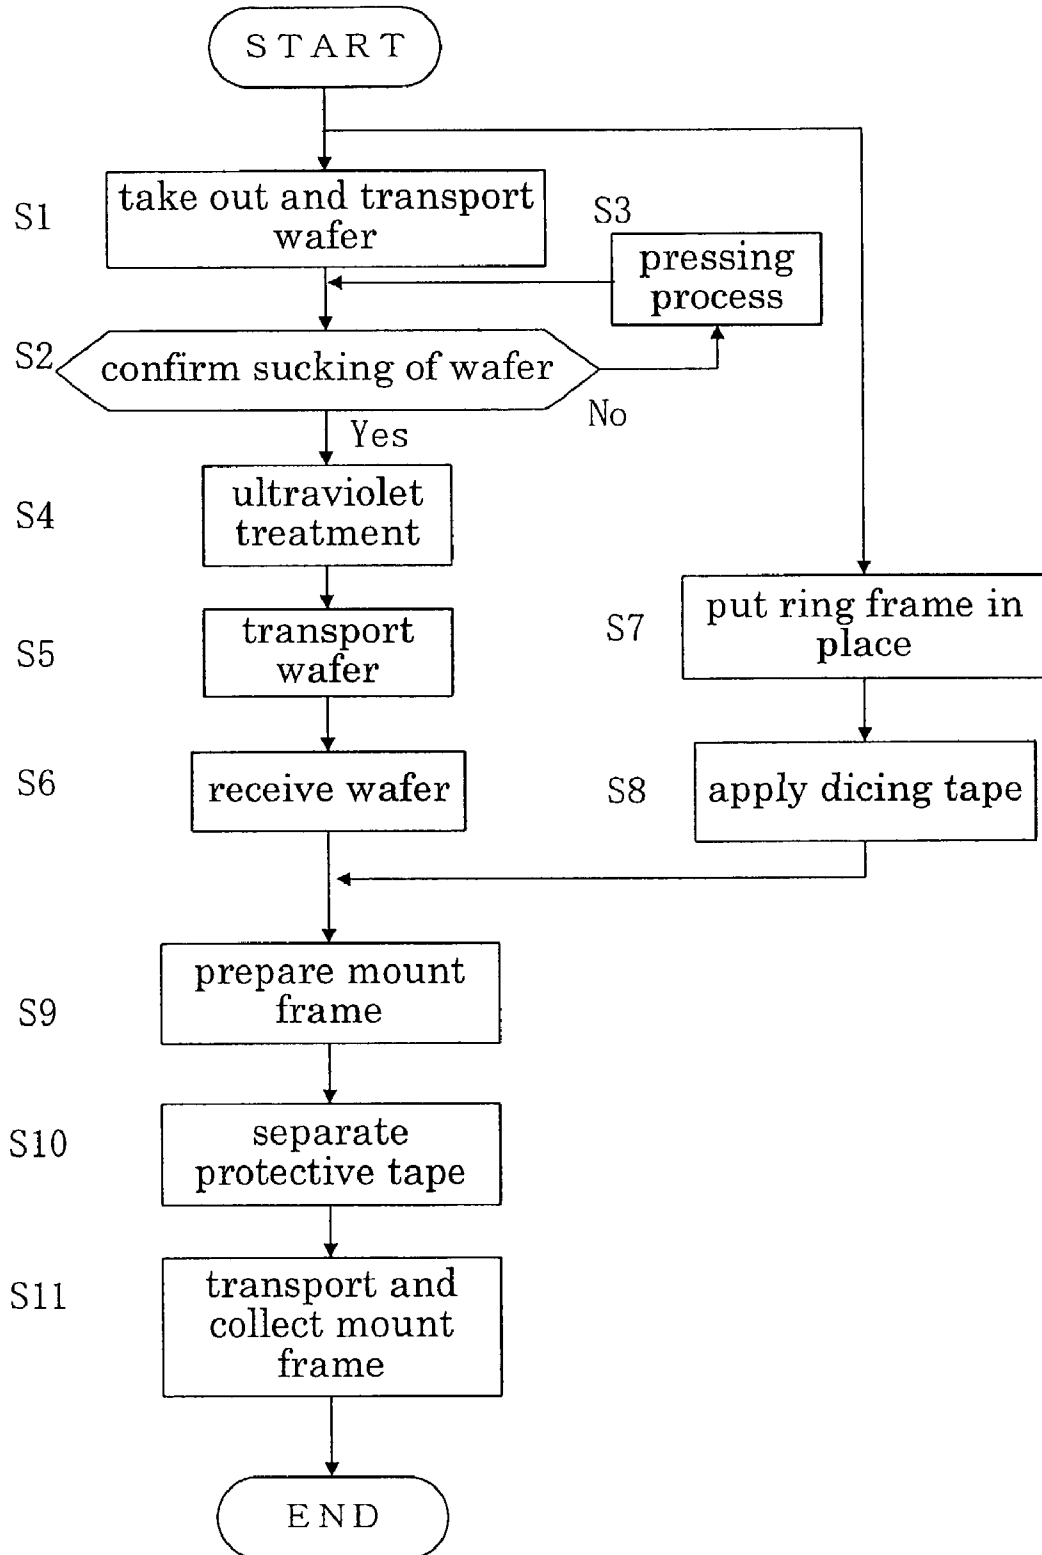 START
S1
take out and transport
wafer
S3
pressing
process
S2
confirm sucking of wafer
No
Yes
S4
ultraviolet
treatment
S5
transport
wafer
S7
put ring frame in
place
S6
receive wafer
S8
apply dicing tape
S9
prepare mount
frame
S10
separate
protective tape
S11
transport and
collect mount
frame
END